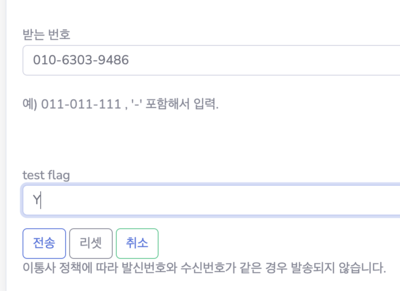 받는 번호
010-6303-9486
예) 011-011-111 , '-' 포함해서 입력.
test flag
Y
전송 리셋 취소
이통사 정책에 따라 발신번호와 수신번호가 같은 경우 발송되지 않습니다.